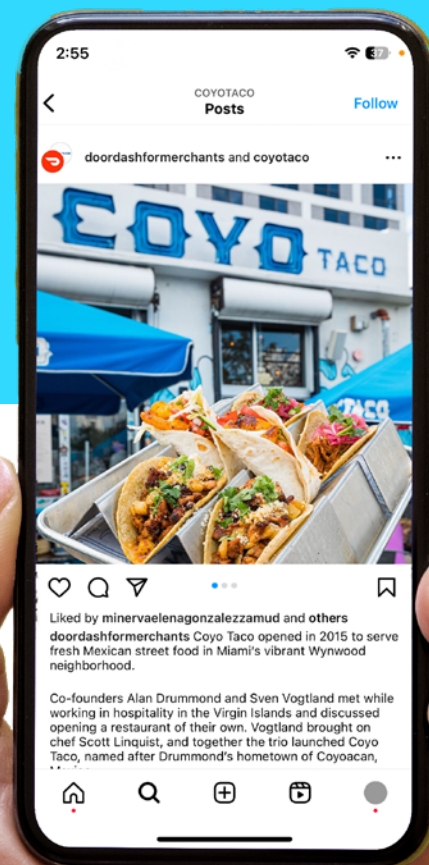 2:55
37
COYOTACO
Posts
Follow
doordashformerchants and coyotaco
COYO TACO
Liked by minervaelenagonzalezzamud and others
doordashformerchants Coyo Taco opened in 2015 to serve
fresh Mexican street food in Miami's vibrant Wynwood
neighborhood.
Co-founders Alan Drummond and Sven Vogtland met while
working in hospitality in the Virgin Islands and discussed
opening a restaurant of their own. Vogtland brought on
chef Scott Linquist, and together the trio launched Coyo
Taco, named after Drummond's hometown of Coyoacan,